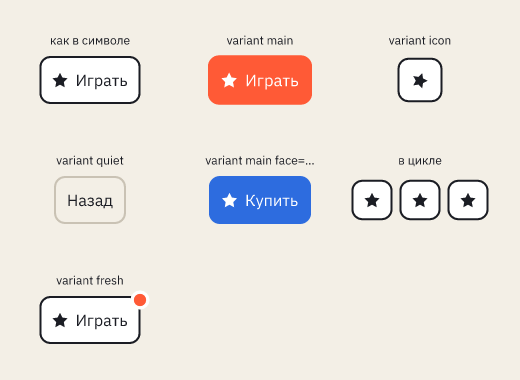 как в символе
variant main
variant icon
Играть
Играть
variant quiet
variant main face=...
в цикле
Назад
Купить
variant fresh
Играть